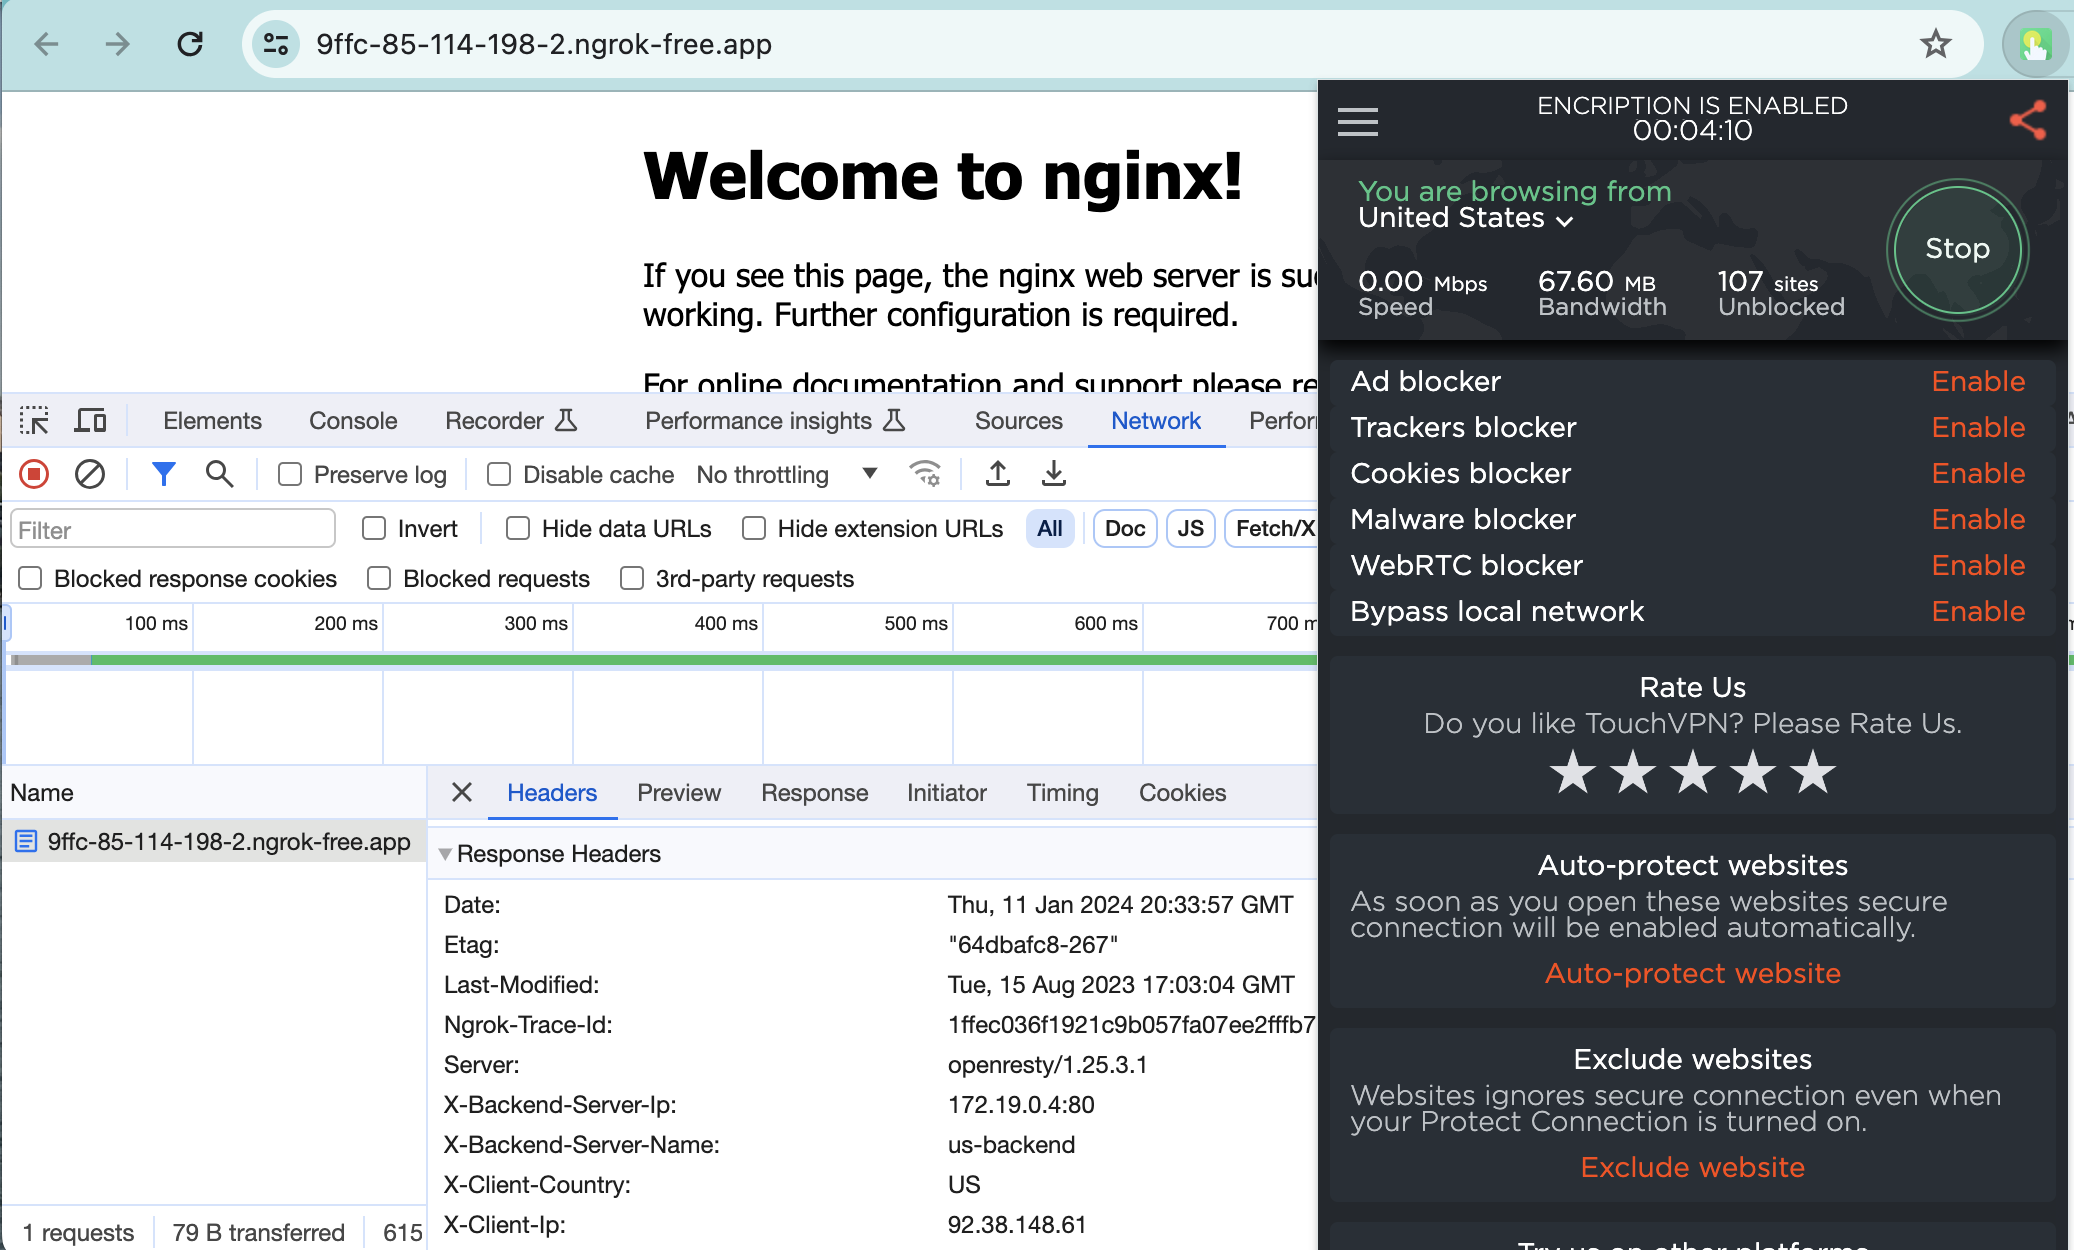 9ffc-85-114-198-2.ngrok-free.app
Welcome to nginx!
If you see this page, the nginx web server is su
working. Further configuration is required.
For online documentation and support please re
Elements Console Recorder Performance insights Sources Network Perfor
Preserve log Disable cache No throttling
Filter Invert Hide data URLs Hide extension URLs All Doc JS Fetch/X
Blocked response cookies Blocked requests 3rd-party requests
100 ms 200 ms 300 ms 400 ms 500 ms 600 ms 700 m
Name
9ffc-85-114-198-2.ngrok-free.app
1 requests 79 B transferred 615
Headers Preview Response Initiator Timing Cookies
Response Headers
Date: Thu, 11 Jan 2024 20:33:57 GMT
Etag: "64dbafc8-267"
Last-Modified: Tue, 15 Aug 2023 17:03:04 GMT
Ngrok-Trace-Id: 1ffec036f1921c9b057fa07ee2fffb7
Server: openresty/1.25.3.1
X-Backend-Server-Ip: 172.19.0.4:80
X-Backend-Server-Name: us-backend
X-Client-Country: US
X-Client-Ip: 92.38.148.61
ENCRIPTION IS ENABLED
00:04:10
You are browsing from
United States
Stop
0.00 Mbps 67.60 MB 107 sites
Speed Bandwidth Unblocked
Ad blocker Enable
Trackers blocker Enable
Cookies blocker Enable
Malware blocker Enable
WebRTC blocker Enable
Bypass local network Enable
Rate Us
Do you like TouchVPN? Please Rate Us.
Auto-protect websites
As soon as you open these websites secure
connection will be enabled automatically.
Auto-protect website
Exclude websites
Websites ignores secure connection even when
your Protect Connection is turned on.
Exclude website
Try us on other platforms